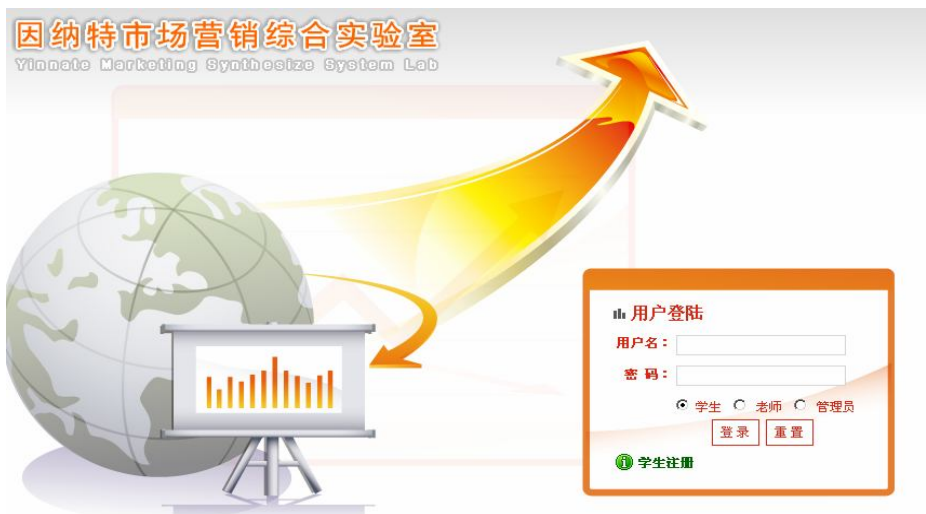 因纳特市场营销综合实验室
Yinnate Marketing Synthesize System Lab
用户登陆
用户名：
密 码：
学生 老师 管理员
登 录 重 置
学生注册